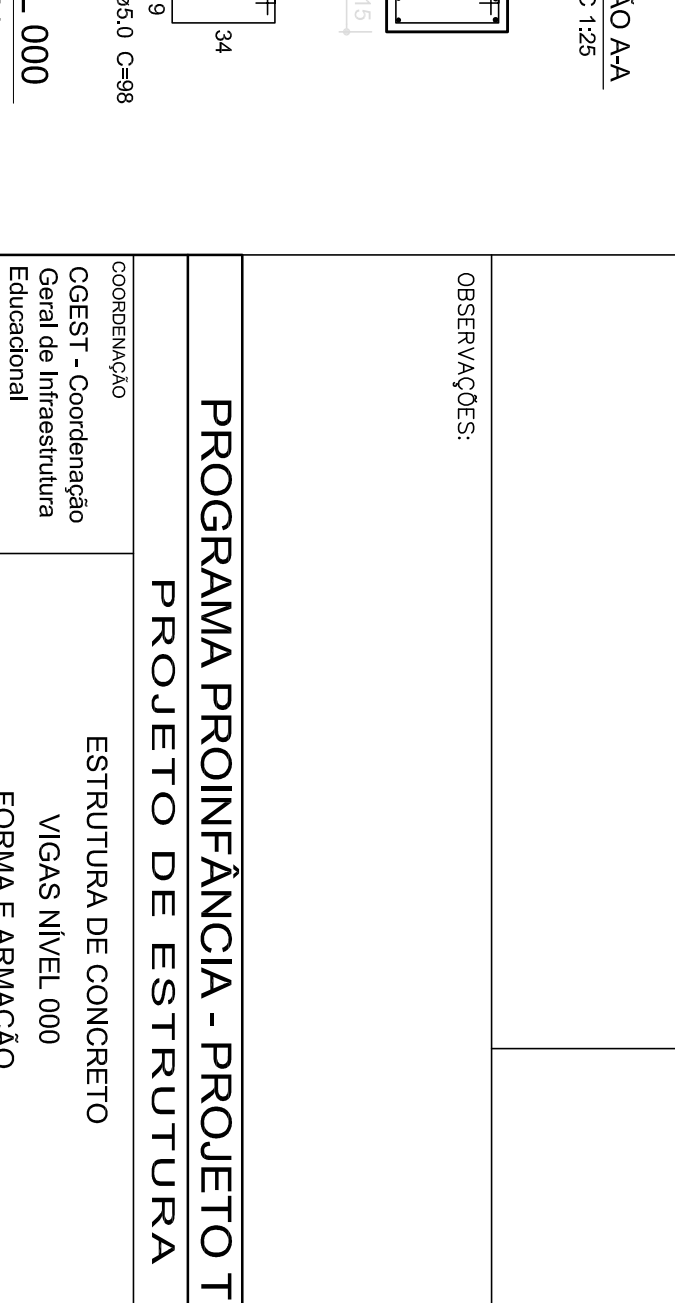 ÃO A-A
C 1:25
15
34
9
ø5.0 C=98
000
OBSERVAÇÕES:
PROGRAMA PROINFÂNCIA - PROJETO T
PROJETO DE ESTRUTURA
COORDENAÇÃO
CGEST - Coordenação
Geral de Infraestrutura
Educacional
ESTRUTURA DE CONCRETO
VIGAS NÍVEL 000
FORMA E ARMAÇÃO